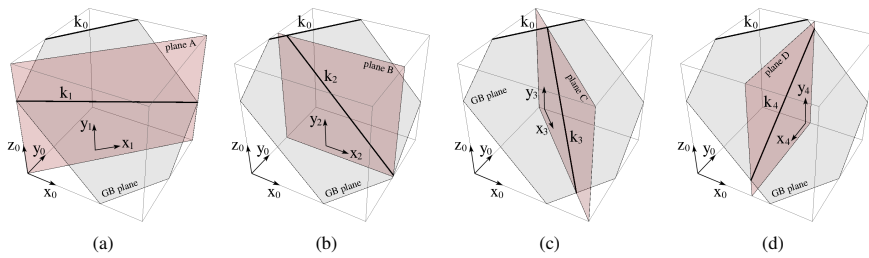 k0
plane A
k1
y1
x1
z0
y0
x0
GB plane
(a)
k0
plane B
k2
y2
x2
z0
y0
x0
GB plane
(b)
k0
GB plane
plane C
y3
x3
k3
z0
y0
x0
(c)
k0
plane D
k4
y4
x4
z0
y0
x0
GB plane
(d)